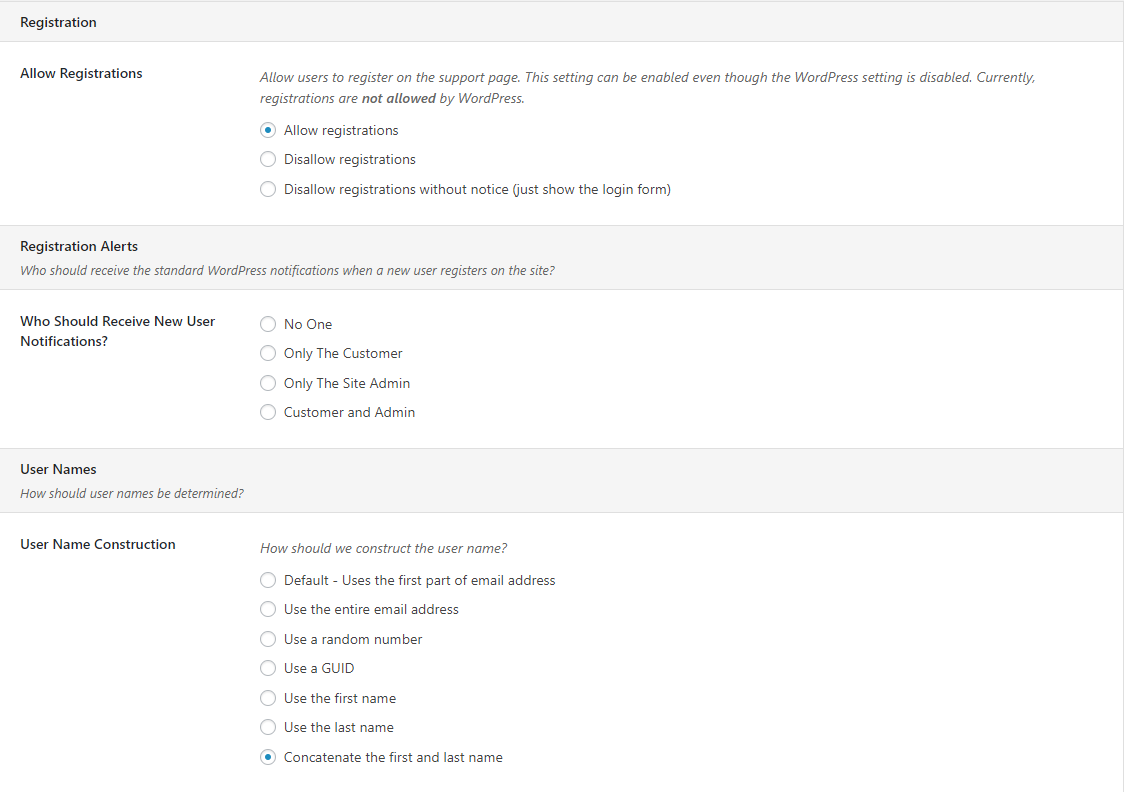 Registration
Allow Registrations
Allow users to register on the support page. This setting can be enabled even though the WordPress setting is disabled. Currently,
registrations are not allowed by WordPress.
Allow registrations
Disallow registrations
Disallow registrations without notice (just show the login form)
Registration Alerts
Who should receive the standard WordPress notifications when a new user registers on the site?
Who Should Receive New User
Notifications?
No One
Only The Customer
Only The Site Admin
Customer and Admin
User Names
How should user names be determined?
User Name Construction
How should we construct the user name?
Default - Uses the first part of email address
Use the entire email address
Use a random number
Use a GUID
Use the first name
Use the last name
Concatenate the first and last name